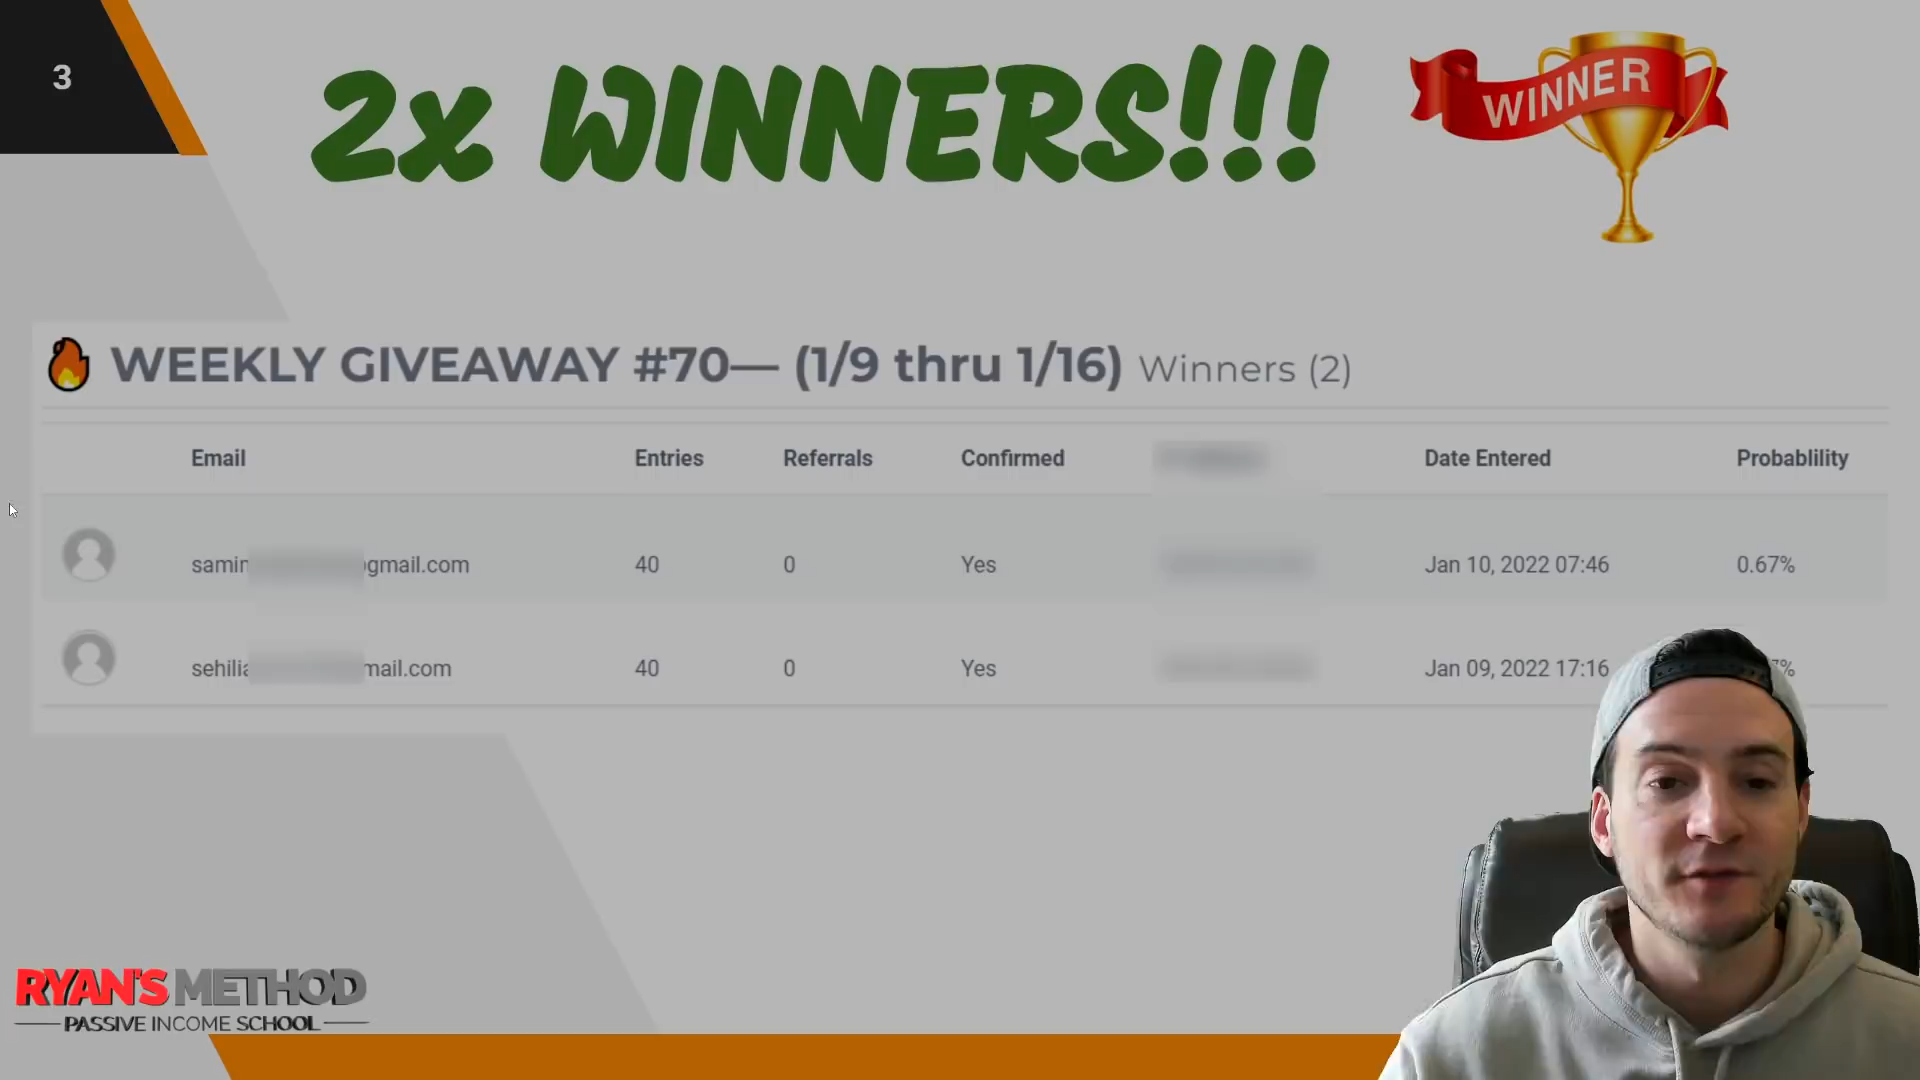 3
2x WINNERS!!!
WINNER
WEEKLY GIVEAWAY #70— (1/9 thru 1/16) Winners (2)
Email Entries Referrals Confirmed Date Entered Probablility
samin gmail.com 40 0 Yes Jan 10, 2022 07:46 0.67%
sehilia mail.com 40 0 Yes Jan 09, 2022 17:16 %
RYAN'S METHOD
PASSIVE INCOME SCHOOL